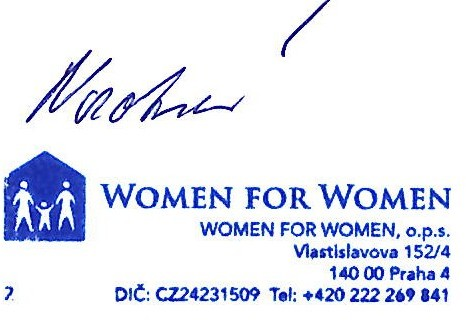 WOMEN FOR WOMEN
WOMEN FOR WOMEN, o.p.s.
Vlastislavova 152/4
140 00 Praha 4
7 DIČ: CZ24231509 Tel: +420 222 269 841